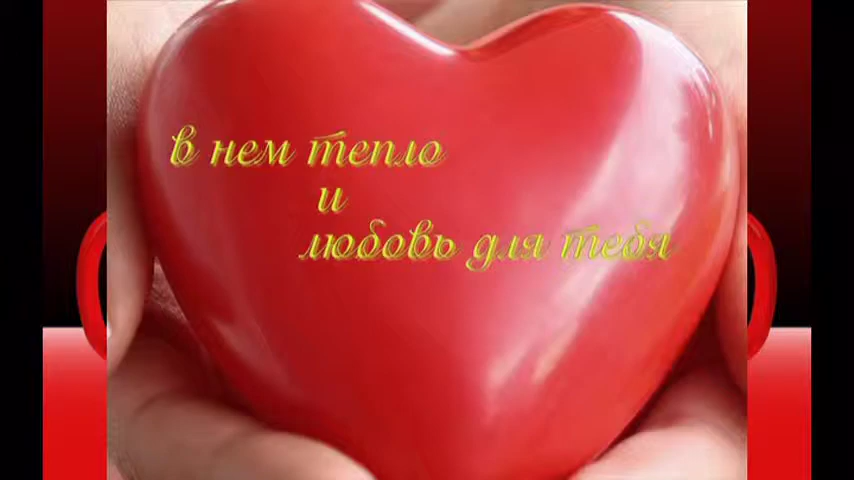 в нем тепло
и
любовь для тебя